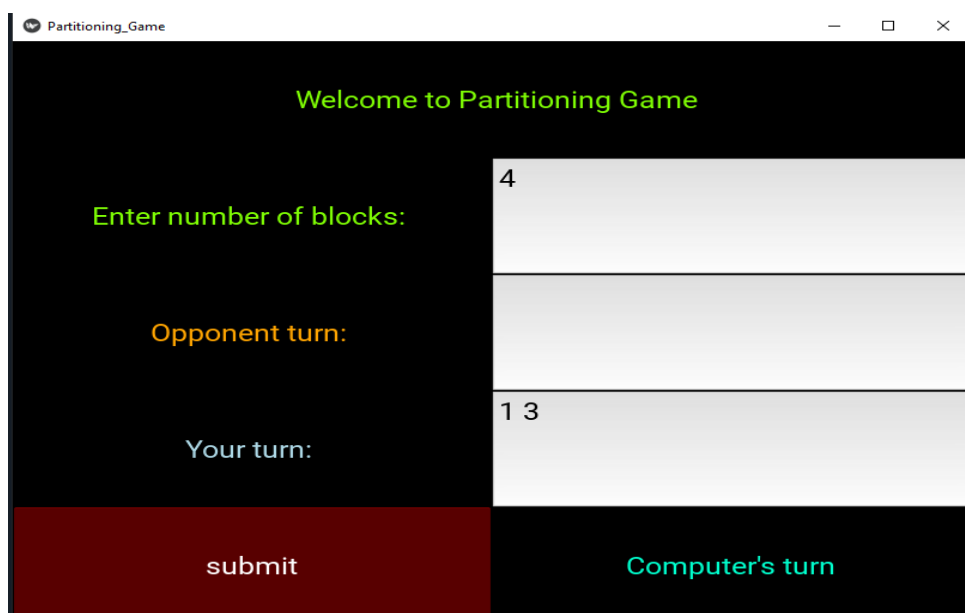 Partitioning_Game
Welcome to Partitioning Game
Enter number of blocks:
4
Opponent turn:
Your turn:
1 3
submit
Computer's turn